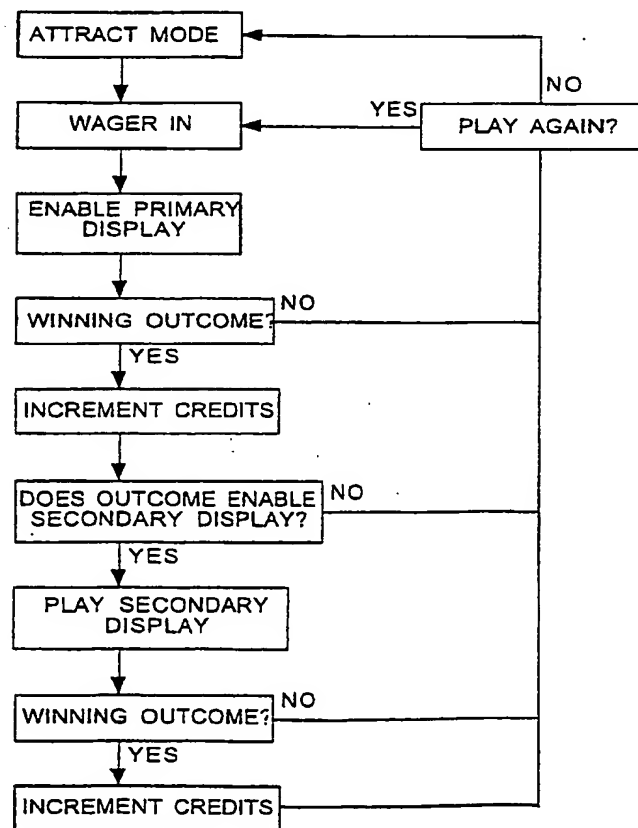 ATTRACT MODE
NO
YES
WAGER IN
PLAY AGAIN?
ENABLE PRIMARY
DISPLAY
NO
WINNING OUTCOME?
YES
INCREMENT CREDITS
DOES OUTCOME ENABLE
SECONDARY DISPLAY?
NO
YES
PLAY SECONDARY
DISPLAY
NO
WINNING OUTCOME?
YES
INCREMENT CREDITS